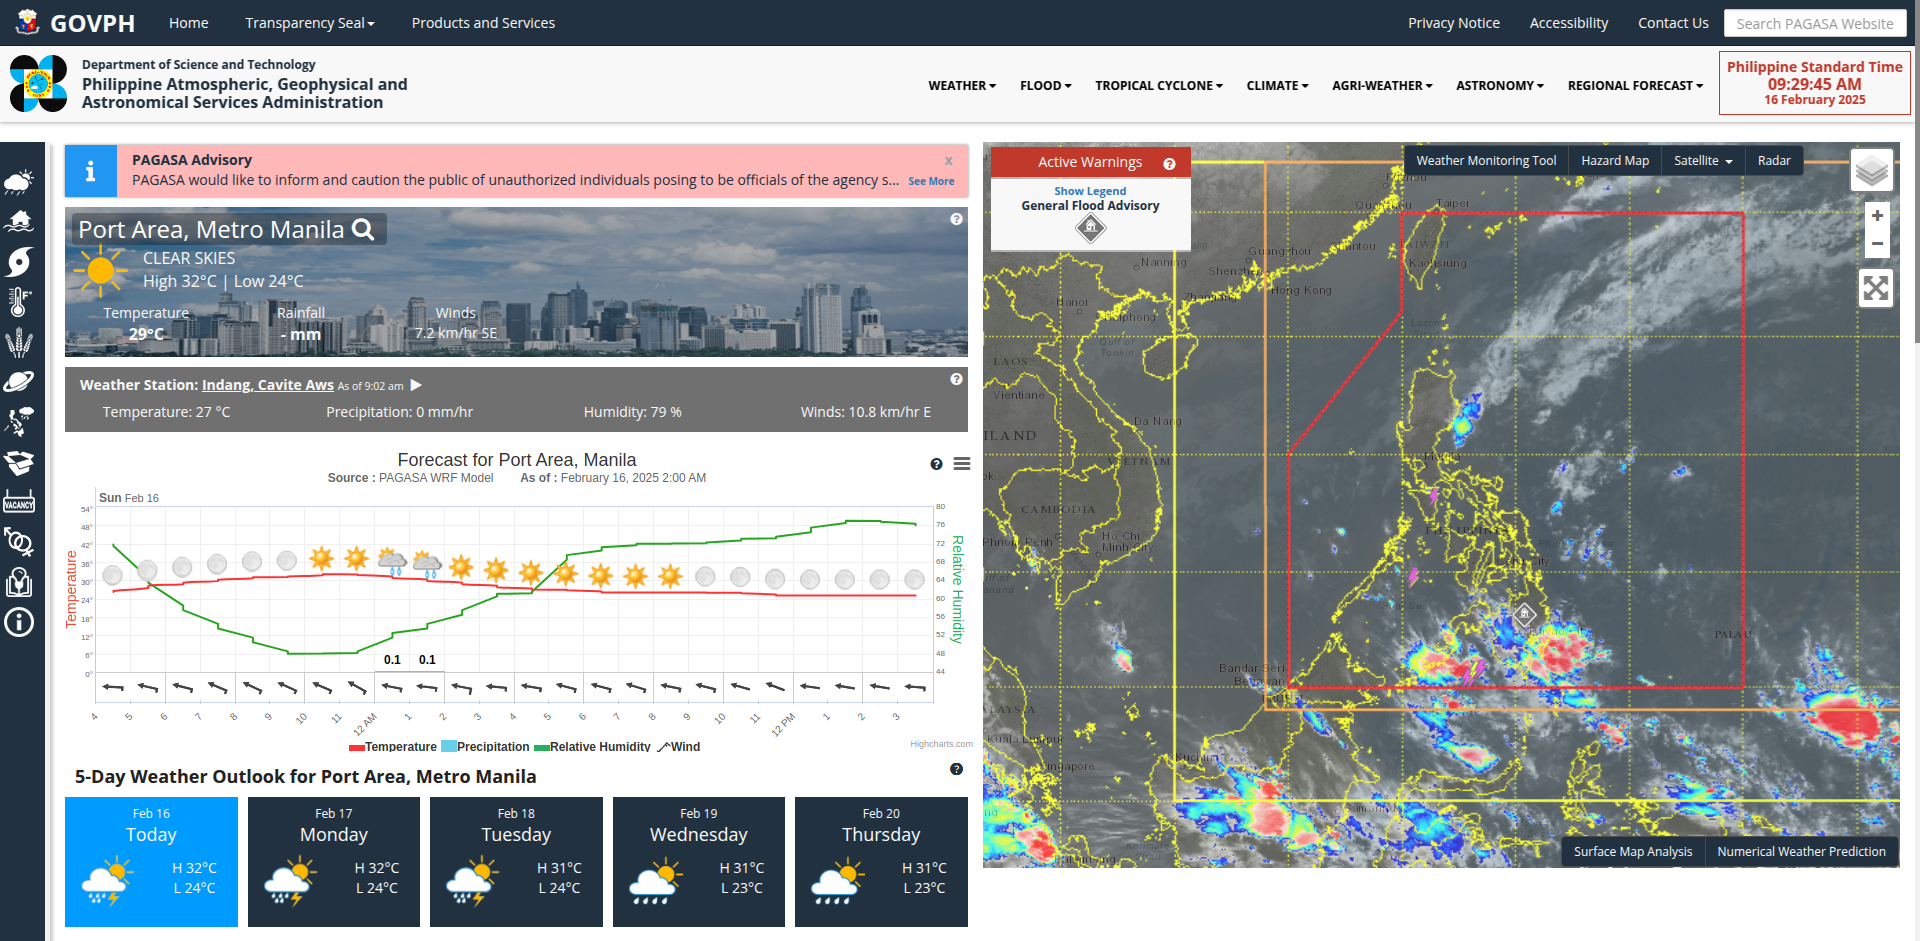 GOVPH
Home
Transparency Seal
Products and Services
Privacy Notice
Accessibility
Contact Us
Search PAGASA Website
Department of Science and Technology
Philippine Atmospheric, Geophysical and
Astronomical Services Administration
WEATHER
FLOOD
TROPICAL CYCLONE
CLIMATE
AGRI-WEATHER
ASTRONOMY
REGIONAL FORECAST
Philippine Standard Time
09:29:45 AM
16 February 2025
VACANCY
PAGASA Advisory
x
PAGASA would like to inform and caution the public of unauthorized individuals posing to be officials of the agency s...
See More
Port Area, Metro Manila
CLEAR SKIES
High 32°C | Low 24°C
Temperature
Rainfall
Winds
29°C
- mm
7.2 km/hr SE
Weather Station: Indang, Cavite Aws As of 9:02 am
Temperature: 27 °C
Precipitation: 0 mm/hr
Humidity: 79 %
Winds: 10.8 km/hr E
Forecast for Port Area, Manila
Source : PAGASA WRF Model As of : February 16, 2025 2:00 AM
Sun Feb 16
54°
48°
42°
36°
30°
24°
18°
12°
6°
0°
Temperature
80
76
72
68
64
60
56
52
48
44
Relative Humidity
0.1
0.1
4
5
6
7
8
9
10
11
12 AM
1
2
3
4
5
6
7
8
9
10
11
12 PM
1
2
3
Temperature
Precipitation
Relative Humidity
Wind
Highcharts.com
5-Day Weather Outlook for Port Area, Metro Manila
Feb 16
Today
H 32°C
L 24°C
Feb 17
Monday
H 32°C
L 24°C
Feb 18
Tuesday
H 31°C
L 24°C
Feb 19
Wednesday
H 31°C
L 23°C
Feb 20
Thursday
H 31°C
L 23°C
Active Warnings
Show Legend
General Flood Advisory
Weather Monitoring Tool
Hazard Map
Satellite
Radar
+
−
Taipei
Guangzhou
Nanning
Shenzhen
Kaohsiung
Hong Kong
Hanoi
Luzon
Gulf of
Tonkin
LAOS
Vientiane
Da Nang
ILAND
VIETNAM
CAMBODIA
Phnom Penh
Ho Chi
Minh City
PALAU
Bandar Seri
Begawan
Kuala Lumpur
Kuching
Surface Map Analysis
Numerical Weather Prediction